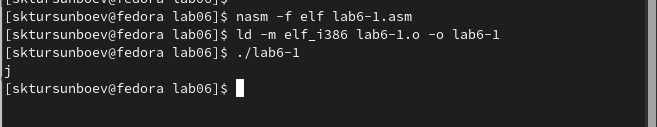 [sktursunboev@fedora lab06]$ nasm -f elf lab6-1.asm
[sktursunboev@fedora lab06]$ ld -m elf_i386 lab6-1.o -o lab6-1
[sktursunboev@fedora lab06]$ ./lab6-1
j
[sktursunboev@fedora lab06]$